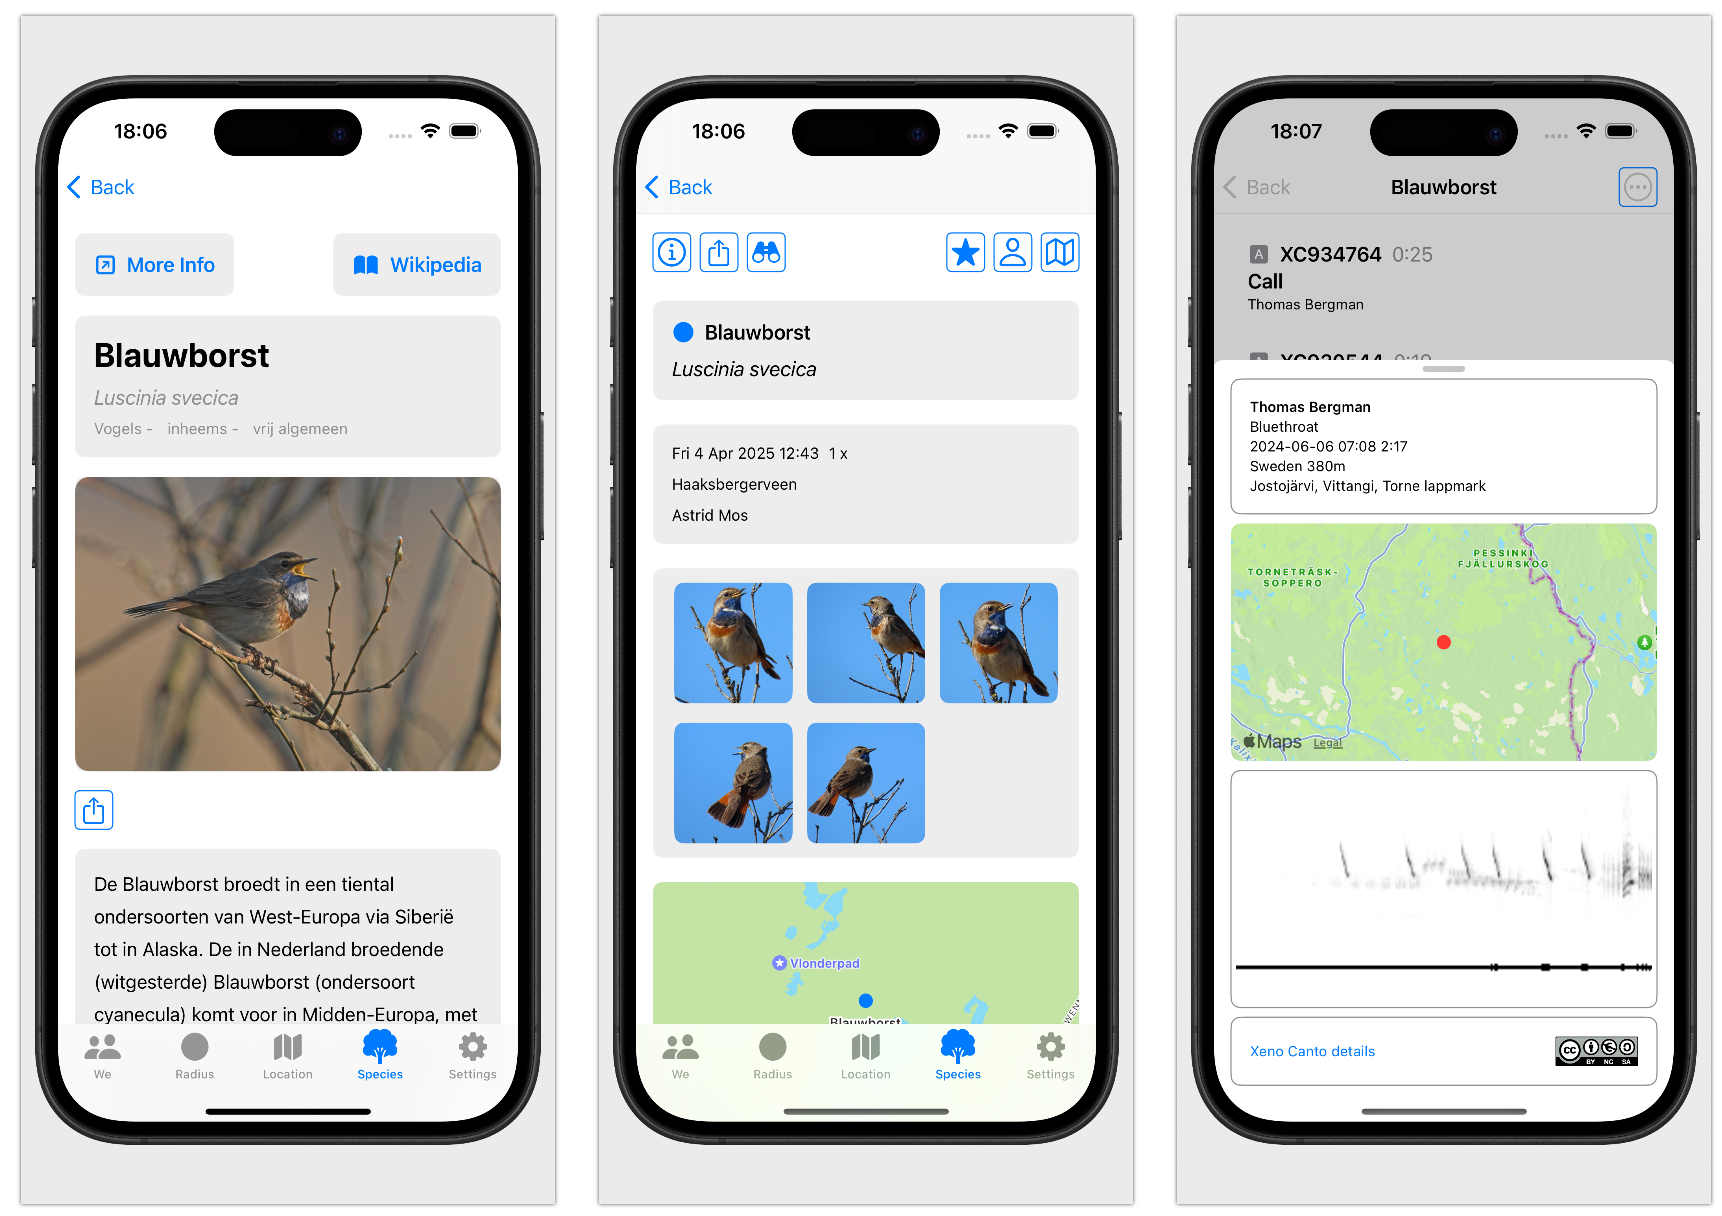 18:06
Back
More Info
Wikipedia
Blauwborst
Luscinia svecica
Vogels - inheems - vrij algemeen
De Blauwborst broedt in een tiental
ondersoorten van West-Europa via Siberië
tot in Alaska. De in Nederland broedende
(witgesterde) Blauwborst (ondersoort
cyanecula) komt voor in Midden-Europa, met
We
Radius
Location
Species
Settings
18:06
Back
Blauwborst
Luscinia svecica
Fri 4 Apr 2025 12:43 1 x
Haaksbergerveen
Astrid Mos
Vlonderpad
Blauwborst
We
Radius
Location
Species
Settings
18:07
Back
Blauwborst
A XC934764 0:25
Call
Thomas Bergman
Thomas Bergman
Bluethroat
2024-06-06 07:08 2:17
Sweden 380m
Jostojärvi, Vittangi, Torne lappmark
PESSINKI
FJÄLLURSKOG
TORNETRÄSK-
SOPPERO
Maps Legal
Kalix
Xeno Canto details
cc BY NC SA